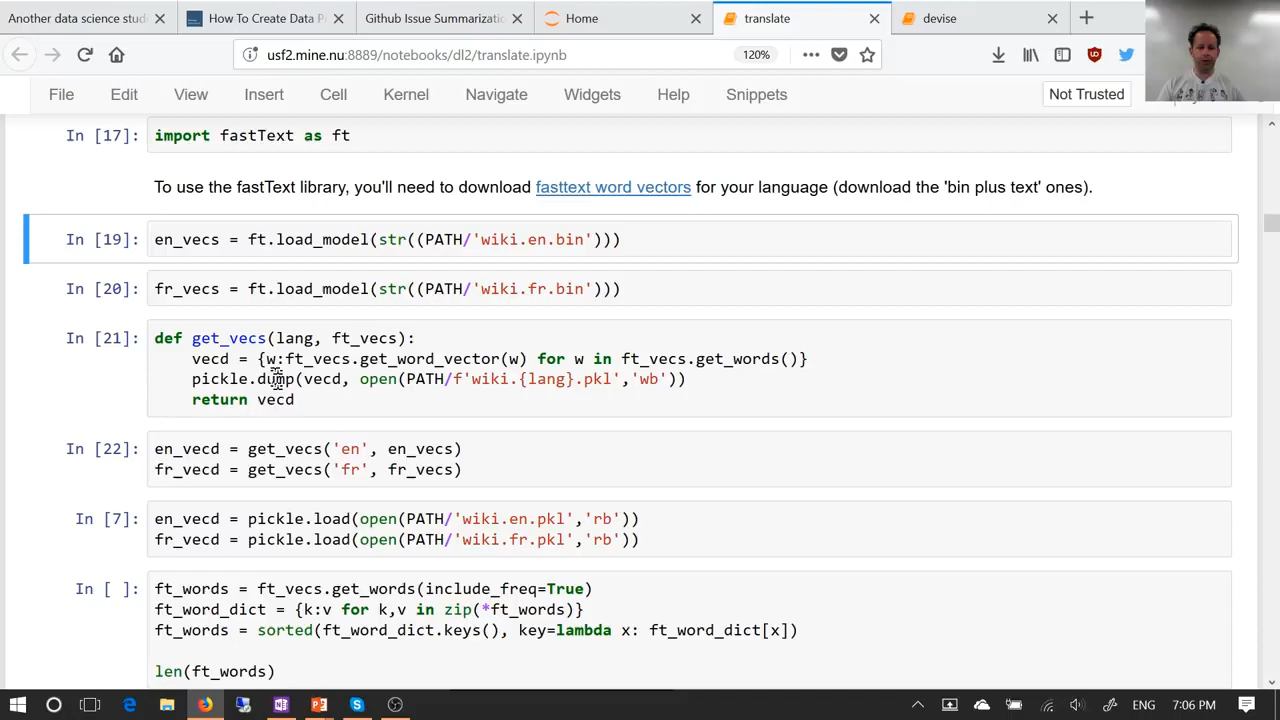 Another data science stud
How To Create Data P
Github Issue Summarizatio
Home
translate
devise
usf2.mine.nu:8889/notebooks/dl2/translate.ipynb
120%
File Edit View Insert Cell Kernel Navigate Widgets Help Snippets
Not Trusted
In [17]: import fastText as ft
To use the fastText library, you'll need to download fasttext word vectors for your language (download the 'bin plus text' ones).
In [19]: en_vecs = ft.load_model(str((PATH/'wiki.en.bin')))
In [20]: fr_vecs = ft.load_model(str((PATH/'wiki.fr.bin')))
In [21]: def get_vecs(lang, ft_vecs):
vecd = {w:ft_vecs.get_word_vector(w) for w in ft_vecs.get_words()}
pickle.dump(vecd, open(PATH/f'wiki.{lang}.pkl','wb'))
return vecd
In [22]: en_vecd = get_vecs('en', en_vecs)
fr_vecd = get_vecs('fr', fr_vecs)
In [7]: en_vecd = pickle.load(open(PATH/'wiki.en.pkl','rb'))
fr_vecd = pickle.load(open(PATH/'wiki.fr.pkl','rb'))
In [ ]: ft_words = ft_vecs.get_words(include_freq=True)
ft_word_dict = {k:v for k,v in zip(*ft_words)}
ft_words = sorted(ft_word_dict.keys(), key=lambda x: ft_word_dict[x])
len(ft_words)
ENG 7:06 PM